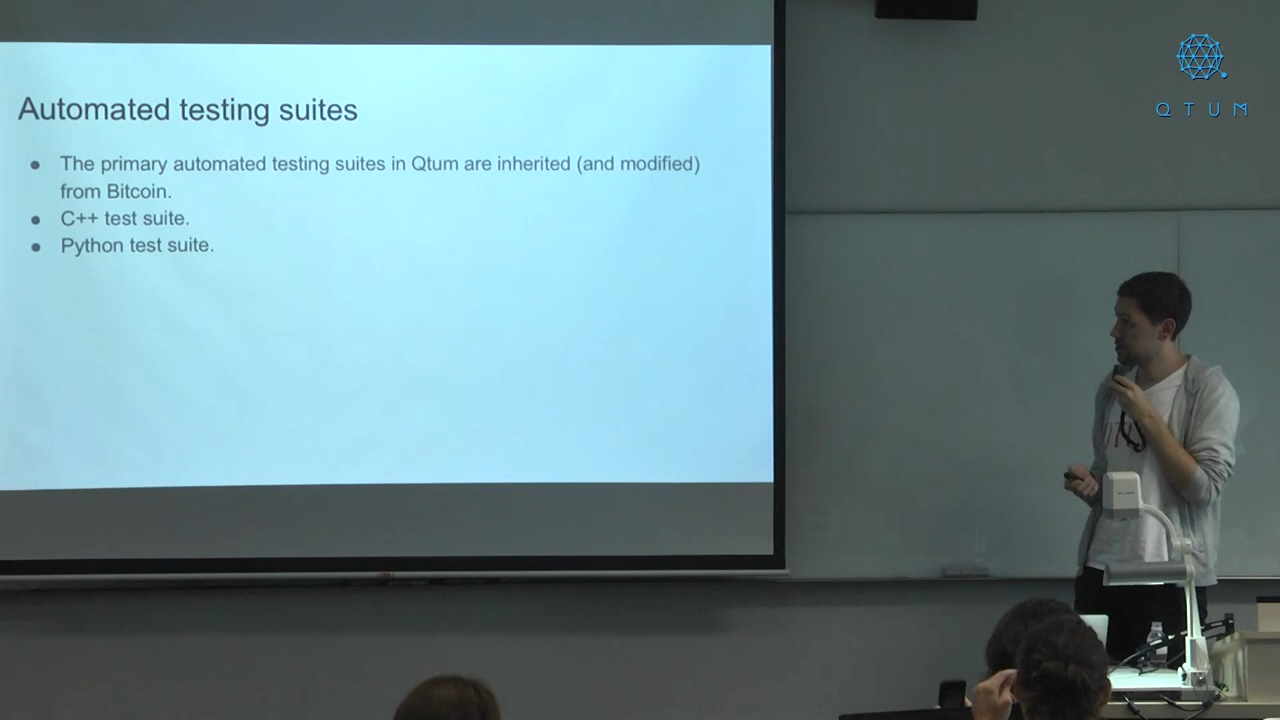 Automated testing suites
● The primary automated testing suites in Qtum are inherited (and modified)
from Bitcoin.
● C++ test suite.
● Python test suite.
QTUM